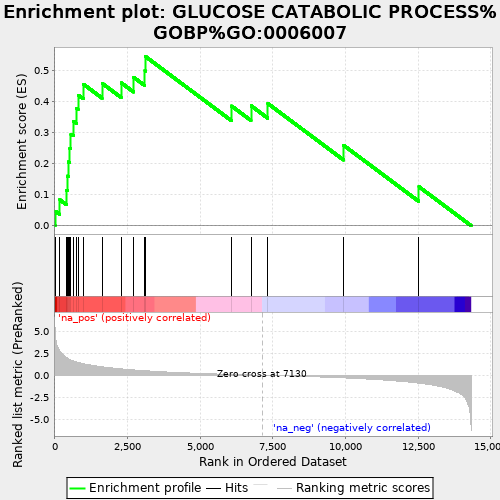 Enrichment plot: GLUCOSE CATABOLIC PROCESS%
GOBP%GO:0006007
Enrichment score (ES)
0.5
0.4
0.3
0.2
0.1
0.0
'na_pos' (positively correlated)
Ranked list metric (PreRanked)
5.0
2.5
0.0
-2.5
-5.0
Zero cross at 7130
'na_neg' (negatively correlated)
0
2,500
5,000
7,500
10,000
12,500
15,000
Rank in Ordered Dataset
Enrichment profile
Hits
Ranking metric scores